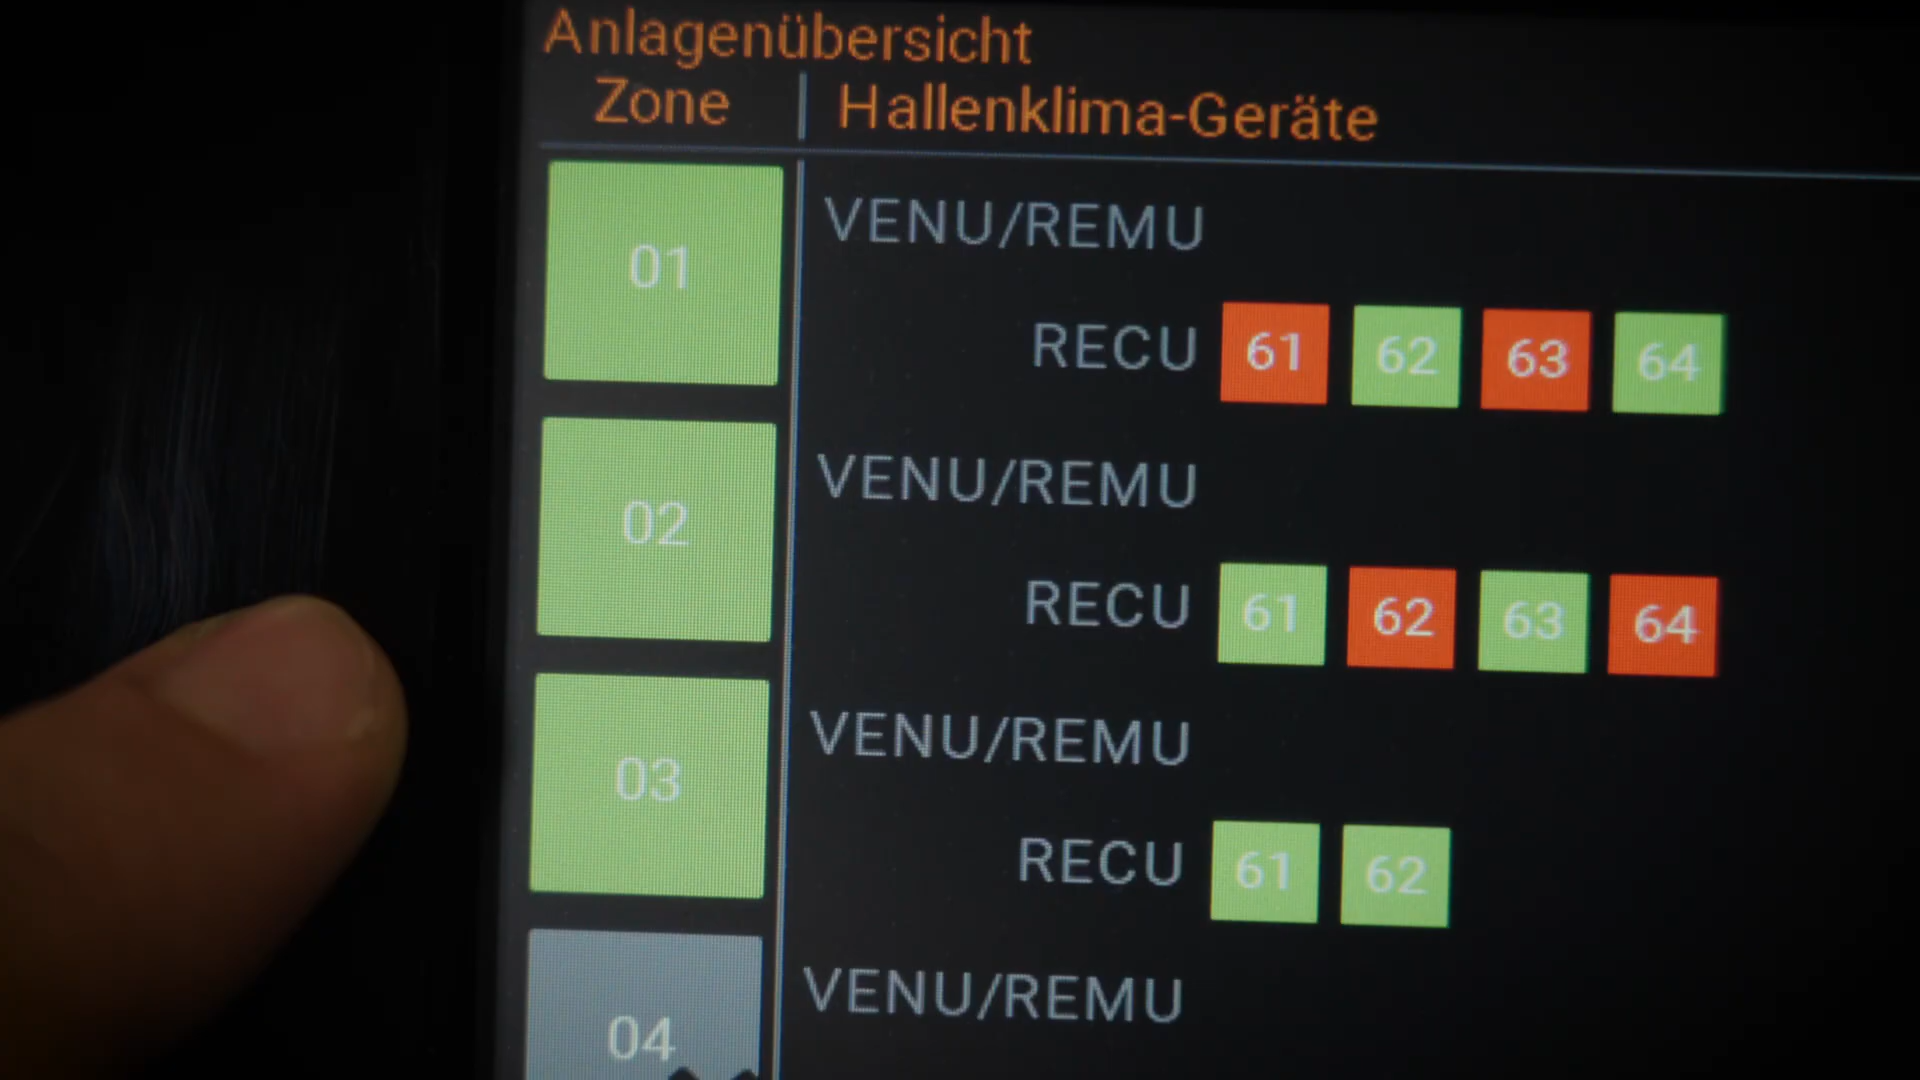 Anlagenübersicht
Zone Hallenklima-Geräte
01 VENU/REMU
RECU 61 62 63 64
02 VENU/REMU
RECU 61 62 63 64
03 VENU/REMU
RECU 61 62
04 VENU/REMU